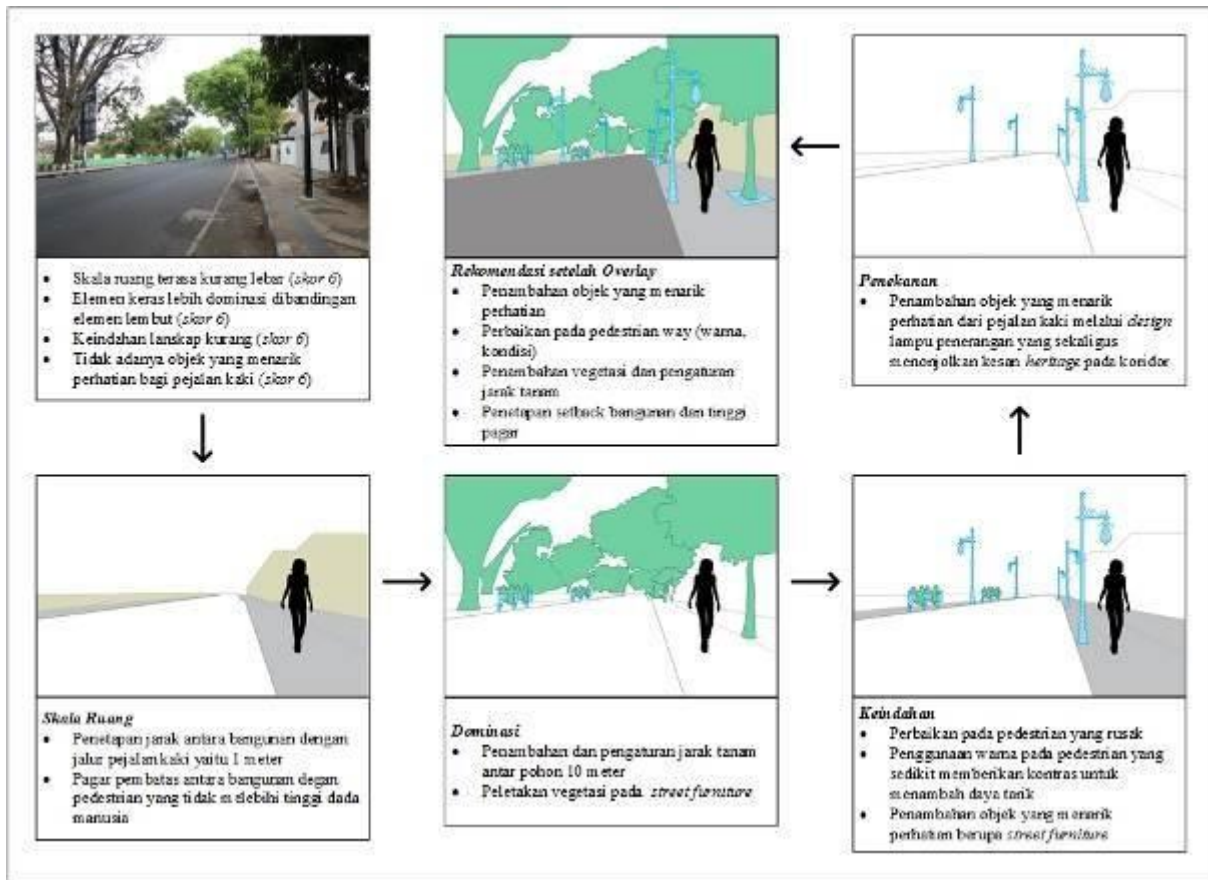 Skala ruang terasa kurang lebar (skor 6)
Elemen keras lebih dominasi dibandingan
elemen lembut (skor 6)
Keindahan lanskap kurang (skor 6)
Tidak adanya objek yang menarik
perhatian bagi pejalan kaki (skor 6)
Skala Ruang
Penetapan jarak antara bangunan dengan
jalur pejalan kaki yaitu 1 meter
Pagar pembatas antara bangunan degan
pedestrian yang tidak melebihi tinggi dada
manusia
Dominasi
Penambahan dan pengaturan jarak tanam
antar pohon 10 meter
Peletakan vegetasi pada street furniture
Keindahan
Perbaikan pada pedestrian yang rusak
Penggunaan warna pada pedestrian yang
sedikit memberikan kontras untuk
menambah daya tarik
Penambahan objek yang menarik
perhatian berupa street furniture
Penekanan
Penambahan objek yang menarik
perhatian dari pejalan kaki melalui design
lampu penerangan yang sekaligus
menonjolkan kesan heritage pada koridor
Rekomendasi setelah Overlay
Penambahan objek yang menarik
perhatian
Perbaikan pada pedestrian way (warna,
kondisi)
Penambahan vegetasi dan pengaturan
jarak tanam
Penetapan setback bangunan dan tinggi
pagar